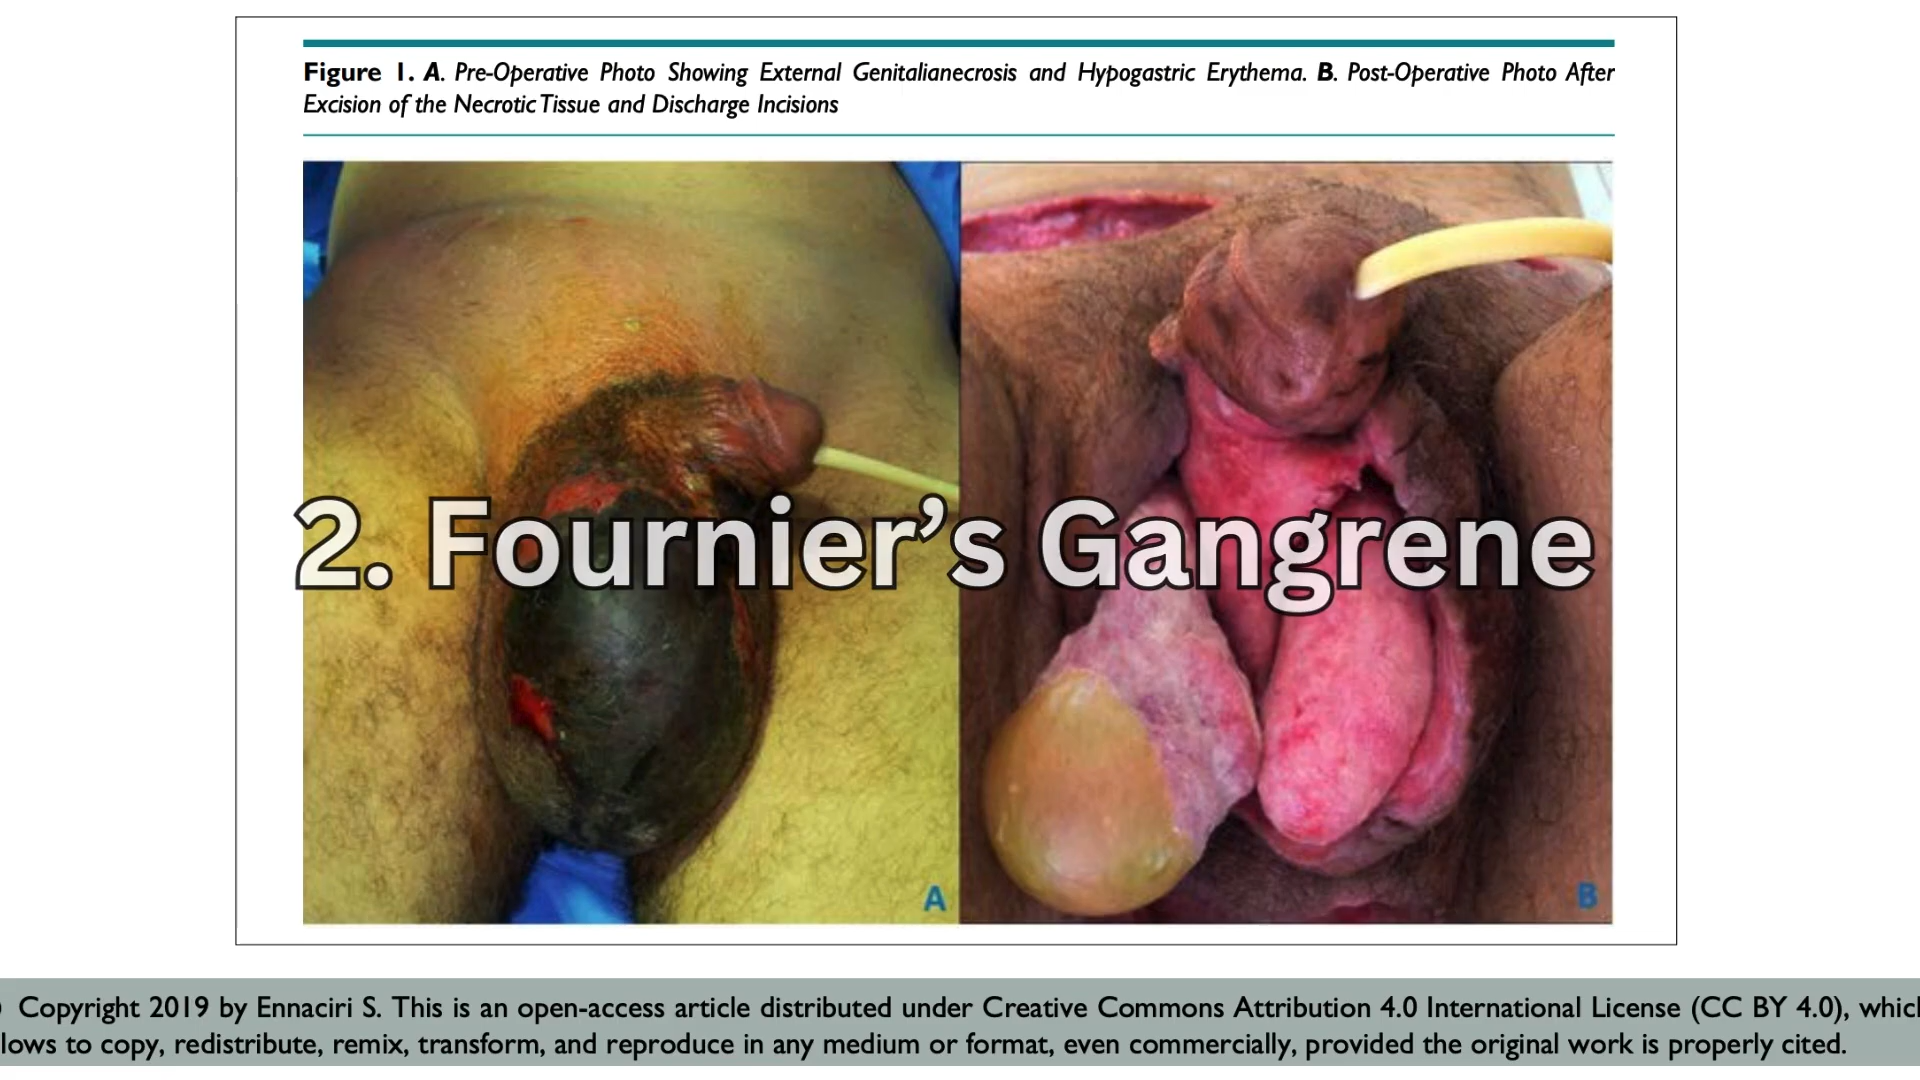 Figure 1. A. Pre-Operative Photo Showing External Genitalianecrosis and Hypogastric Erythema. B. Post-Operative Photo After
Excision of the Necrotic Tissue and Discharge Incisions
2. Fournier’s Gangrene
A
B
Copyright 2019 by Ennaciri S. This is an open-access article distributed under Creative Commons Attribution 4.0 International License (CC BY 4.0), which
lows to copy, redistribute, remix, transform, and reproduce in any medium or format, even commercially, provided the original work is properly cited.